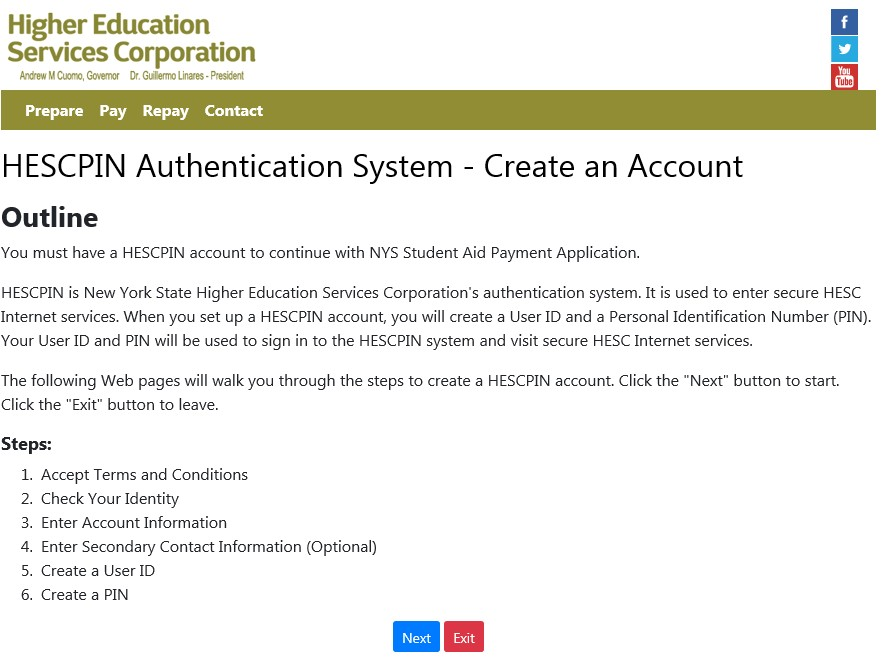 Higher Education
Services Corporation
Andrew M Cuomo, Governor Dr. Guillermo Linares - President
f
You
Tube
Prepare Pay Repay Contact
HESCPIN Authentication System - Create an Account
Outline
You must have a HESCPIN account to continue with NYS Student Aid Payment Application.
HESCPIN is New York State Higher Education Services Corporation's authentication system. It is used to enter secure HESC
Internet services. When you set up a HESCPIN account, you will create a User ID and a Personal Identification Number (PIN).
Your User ID and PIN will be used to sign in to the HESCPIN system and visit secure HESC Internet services.
The following Web pages will walk you through the steps to create a HESCPIN account. Click the "Next" button to start.
Click the "Exit" button to leave.
Steps:
1. Accept Terms and Conditions
2. Check Your Identity
3. Enter Account Information
4. Enter Secondary Contact Information (Optional)
5. Create a User ID
6. Create a PIN
Next Exit